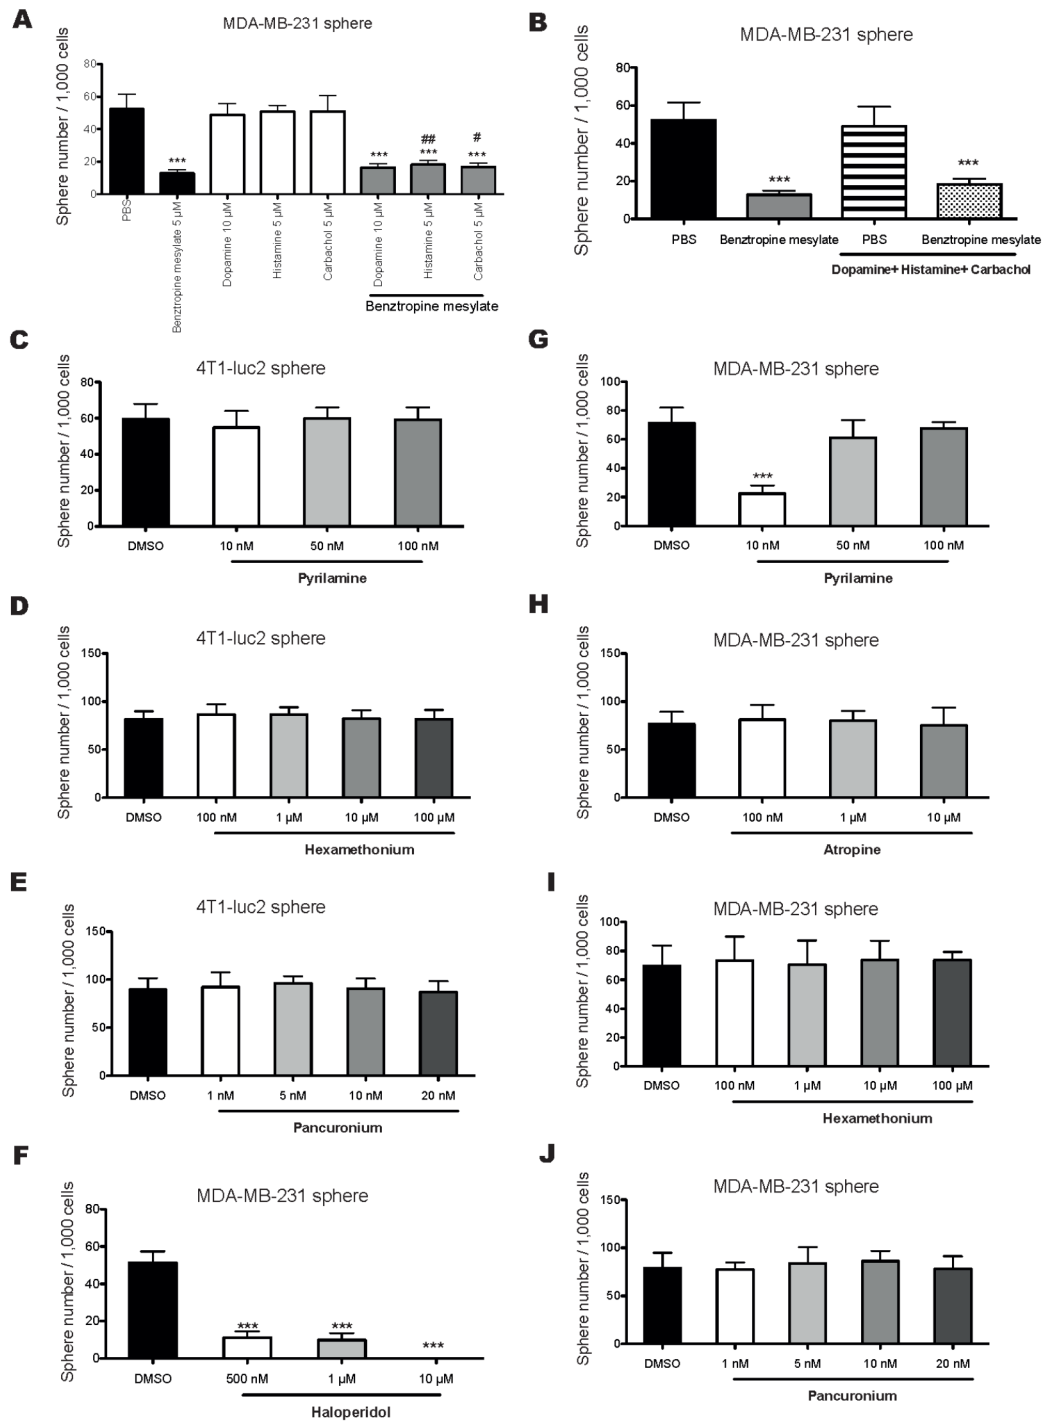 A
MDA-MB-231 sphere
Sphere number / 1,000 cells
80
60
40
20
0
***
***
##
***
#
***
PBS
Benztropine mesylate 5 µM
Dopamine 10 µM
Histamine 5 µM
Carbachol 5 µM
Dopamine 10 µM
Histamine 5 µM
Carbachol 5 µM
Benztropine mesylate
B
MDA-MB-231 sphere
Sphere number / 1,000 cells
80
60
40
20
0
***
***
PBS
Benztropine mesylate
PBS
Benztropine mesylate
Dopamine+ Histamine+ Carbachol
C
4T1-luc2 sphere
Sphere number / 1,000 cells
80
60
40
20
0
DMSO
10 nM
50 nM
100 nM
Pyrilamine
G
MDA-MB-231 sphere
Sphere number / 1,000 cells
100
80
60
40
20
0
***
DMSO
10 nM
50 nM
100 nM
Pyrilamine
D
4T1-luc2 sphere
Sphere number / 1,000 cells
150
100
50
0
DMSO
100 nM
1 µM
10 µM
100 µM
Hexamethonium
H
MDA-MB-231 sphere
Sphere number / 1,000 cells
150
100
50
0
DMSO
100 nM
1 µM
10 µM
Atropine
E
4T1-luc2 sphere
Sphere number / 1,000 cells
150
100
50
0
DMSO
1 nM
5 nM
10 nM
20 nM
Pancuronium
I
MDA-MB-231 sphere
Sphere number / 1,000 cells
100
80
60
40
20
0
DMSO
100 nM
1 µM
10 µM
100 µM
Hexamethonium
F
MDA-MB-231 sphere
Sphere number / 1,000 cells
80
60
40
20
0
***
***
***
DMSO
500 nM
1 µM
10 µM
Haloperidol
J
MDA-MB-231 sphere
Sphere number / 1,000 cells
150
100
50
0
DMSO
1 nM
5 nM
10 nM
20 nM
Pancuronium